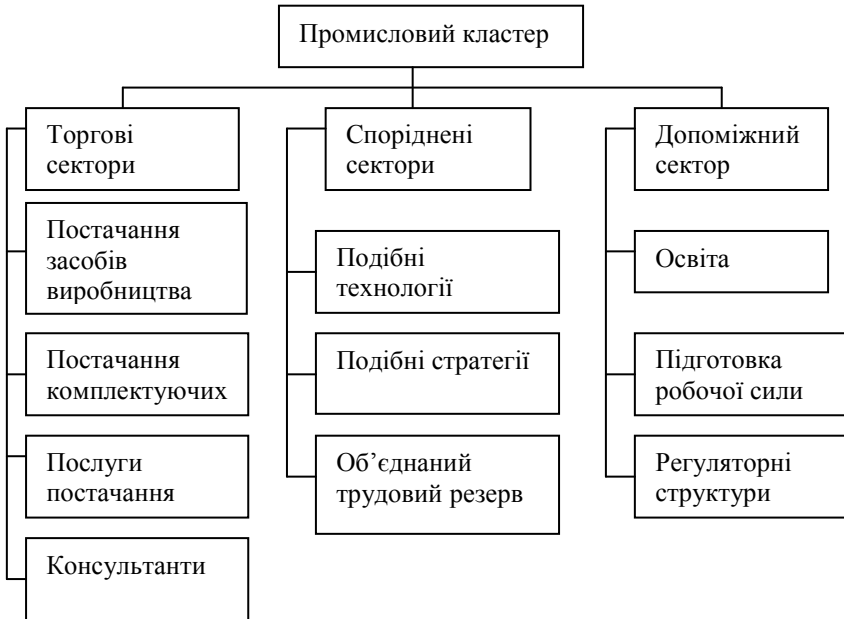 Промисловий кластер
Торгові
сектори
Постачання
засобів
виробництва
Постачання
комплектуючих
Послуги
постачання
Консультанти
Споріднені
сектори
Подібні
технології
Подібні стратегії
Об’єднаний
трудовий резерв
Допоміжний
сектор
Освіта
Підготовка
робочої сили
Регуляторні
структури